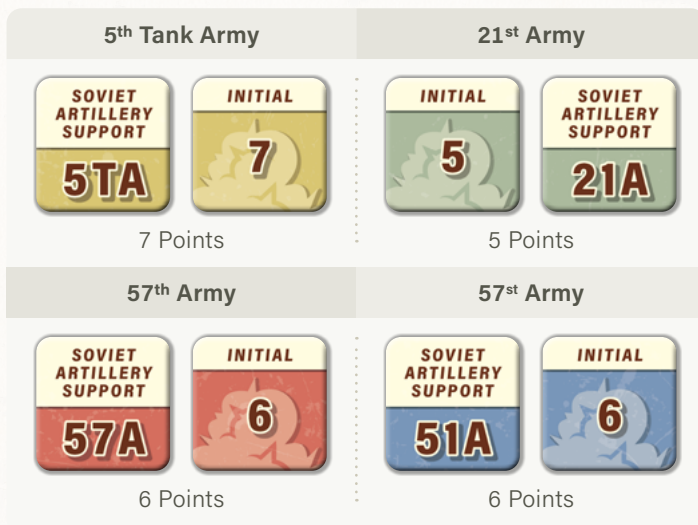 5th Tank Army
21st Army
SOVIET
ARTILLERY
SUPPORT
5TA
INITIAL
7
INITIAL
5
SOVIET
ARTILLERY
SUPPORT
21A
7 Points
5 Points
57th Army
57st Army
SOVIET
ARTILLERY
SUPPORT
57A
INITIAL
6
SOVIET
ARTILLERY
SUPPORT
51A
INITIAL
6
6 Points
6 Points